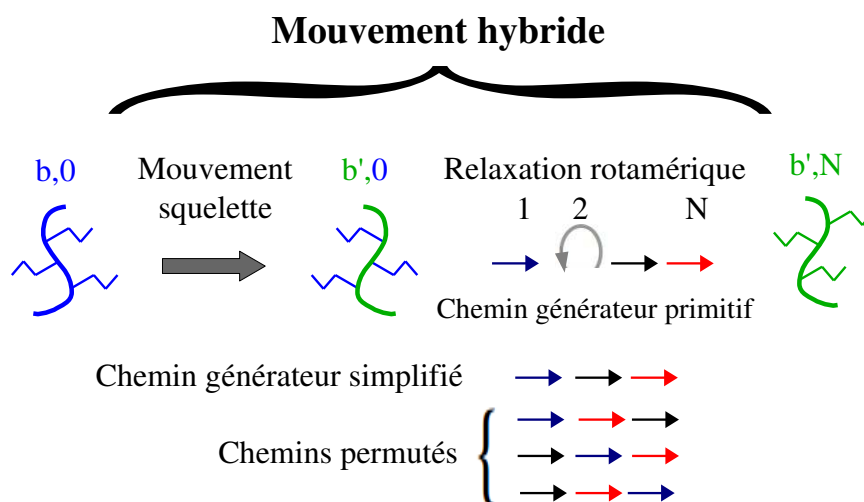 Mouvement hybride
b,0
Mouvement
squelette
b',0
Relaxation rotamérique
1 2 N
b',N
Chemin générateur primitif
Chemin générateur simplifié
Chemins permutés